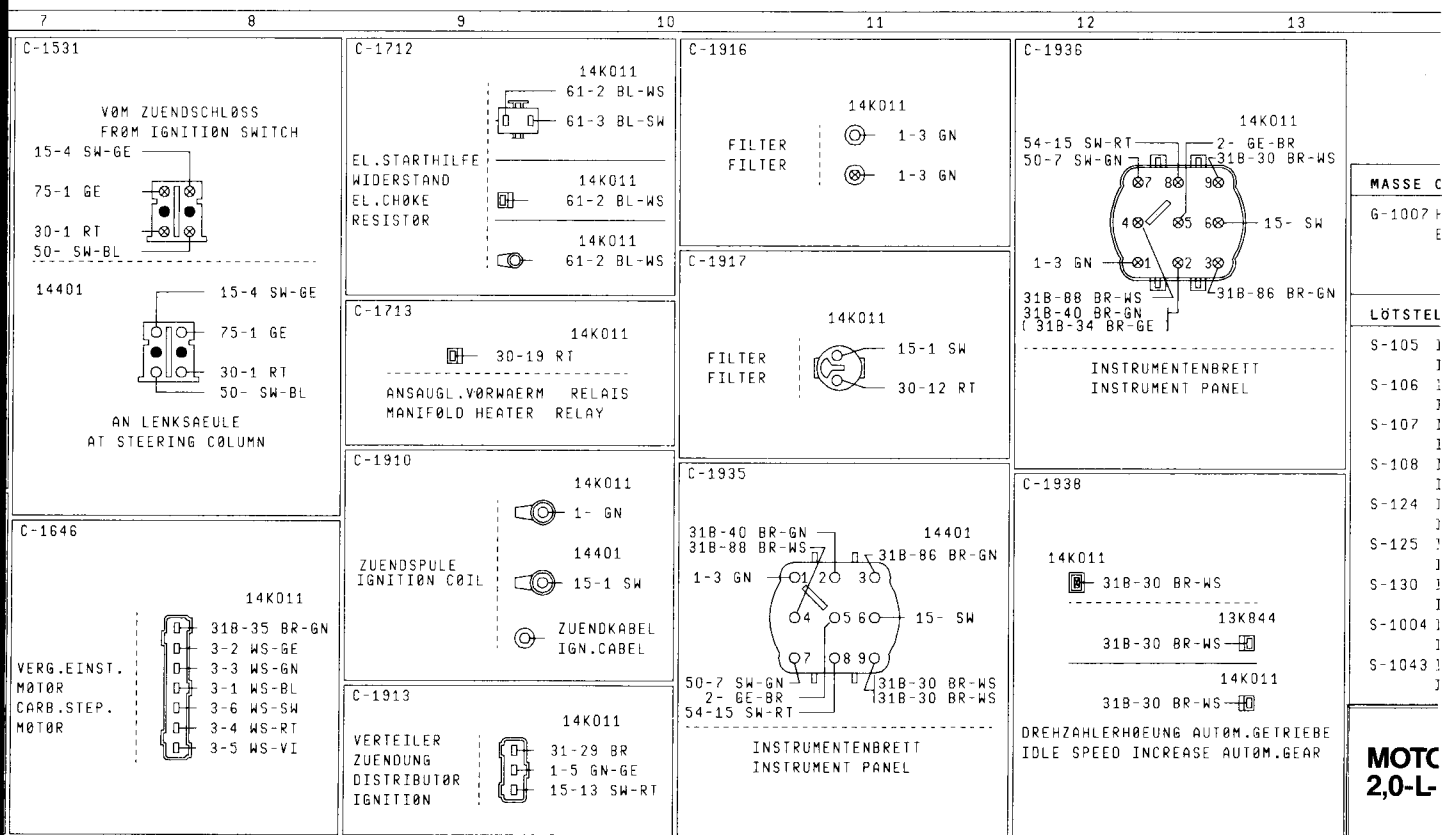 7 8 9 10 11 12 13
C-1531
VØM ZUENDSCHLØSS
FRØM IGNITIØN SWITCH
15-4 SW-GE
75-1 GE
30-1 RT
50- SW-BL
14401
15-4 SW-GE
75-1 GE
30-1 RT
50- SW-BL
AN LENKSAEULE
AT STEERING CØLUMN
C-1646
14K011
31B-35 BR-GN
3-2 WS-GE
3-3 WS-GN
3-1 WS-BL
3-6 WS-SW
3-4 WS-RT
3-5 WS-VI
VERG.EINST.
MØTØR
CARB.STEP.
MØTØR
C-1712
14K011
61-2 BL-WS
61-3 BL-SW
EL.STARTHILFE
WIDERSTAND
EL.CHØKE
RESISTØR
14K011
61-2 BL-WS
14K011
61-2 BL-WS
C-1713
14K011
30-19 RT
ANSAUGL.VØRWAERM RELAIS
MANIFØLD HEATER RELAY
C-1910
14K011
1- GN
14401
15-1 SW
ZUENDSPULE
IGNITIØN CØIL
ZUENDKABEL
IGN.CABEL
C-1913
14K011
31-29 BR
1-5 GN-GE
15-13 SW-RT
VERTEILER
ZUENDUNG
DISTRIBUTØR
IGNITIØN
C-1916
14K011
1-3 GN
1-3 GN
FILTER
FILTER
C-1917
14K011
15-1 SW
30-12 RT
FILTER
FILTER
C-1935
31B-40 BR-GN
31B-88 BR-WS
14401
31B-86 BR-GN
1-3 GN
1 2 3
4 5 6
15- SW
7 8 9
50-7 SW-GN
2- GE-BR
54-15 SW-RT
31B-30 BR-WS
(31B-30 BR-WS
INSTRUMENTENBRETT
INSTRUMENT PANEL
C-1936
14K011
54-15 SW-RT
50-7 SW-GN
2- GE-BR
31B-30 BR-WS
7 8 9
4 5 6
15- SW
1-3 GN
1 2 3
31B-88 BR-WS
31B-40 BR-GN
( 31B-34 BR-GE )
31B-86 BR-GN
INSTRUMENTENBRETT
INSTRUMENT PANEL
C-1938
14K011
31B-30 BR-WS
13K844
31B-30 BR-WS
14K011
31B-30 BR-WS
DREHZAHLERHØEUNG AUTØM.GETRIEBE
IDLE SPEED INCREASE AUTØM.GEAR
MASSE
G-1007
LÖTSTEL
S-105
S-106
S-107
S-108
S-124
S-125
S-130
S-1004
S-1043
MOTO
2,0-L-